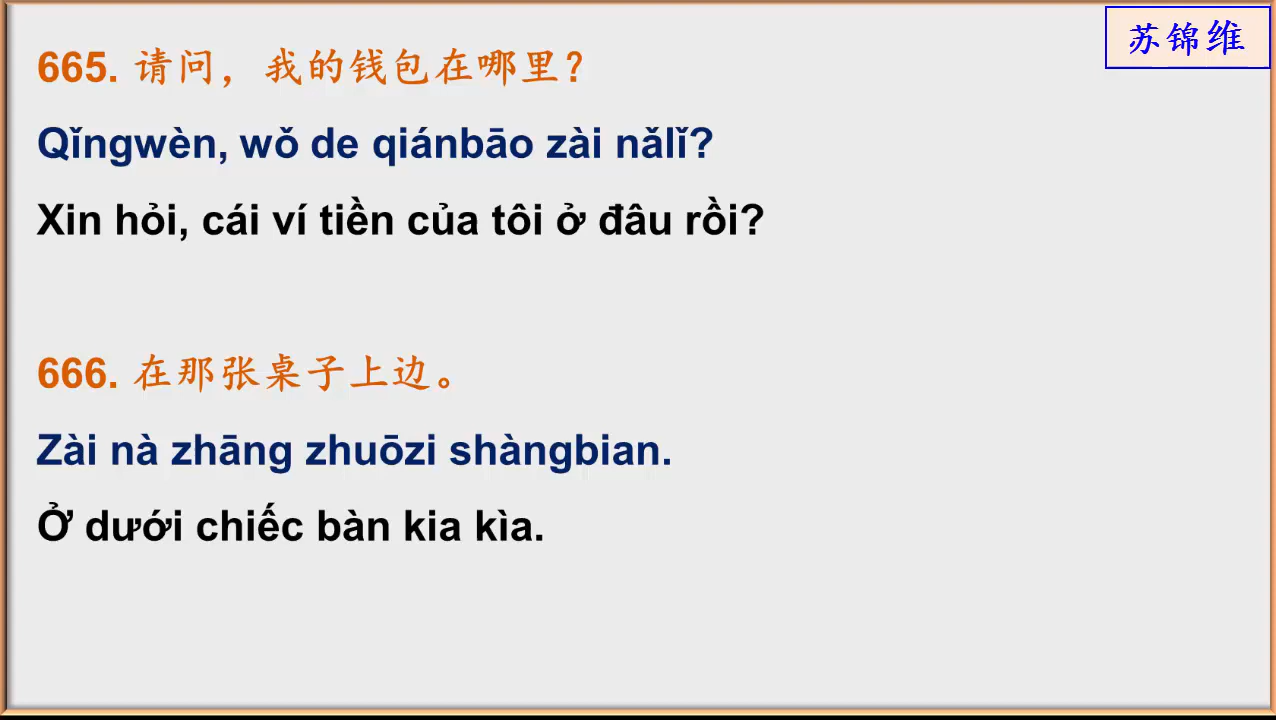 苏锦维
665. 请问，我的钱包在哪里？
Qǐngwèn, wǒ de qiánbāo zài nǎlǐ?
Xin hỏi, cái ví tiền của tôi ở đâu rồi?
666. 在那张桌子上边。
Zài nà zhāng zhuōzi shàngbian.
Ở dưới chiếc bàn kia kìa.